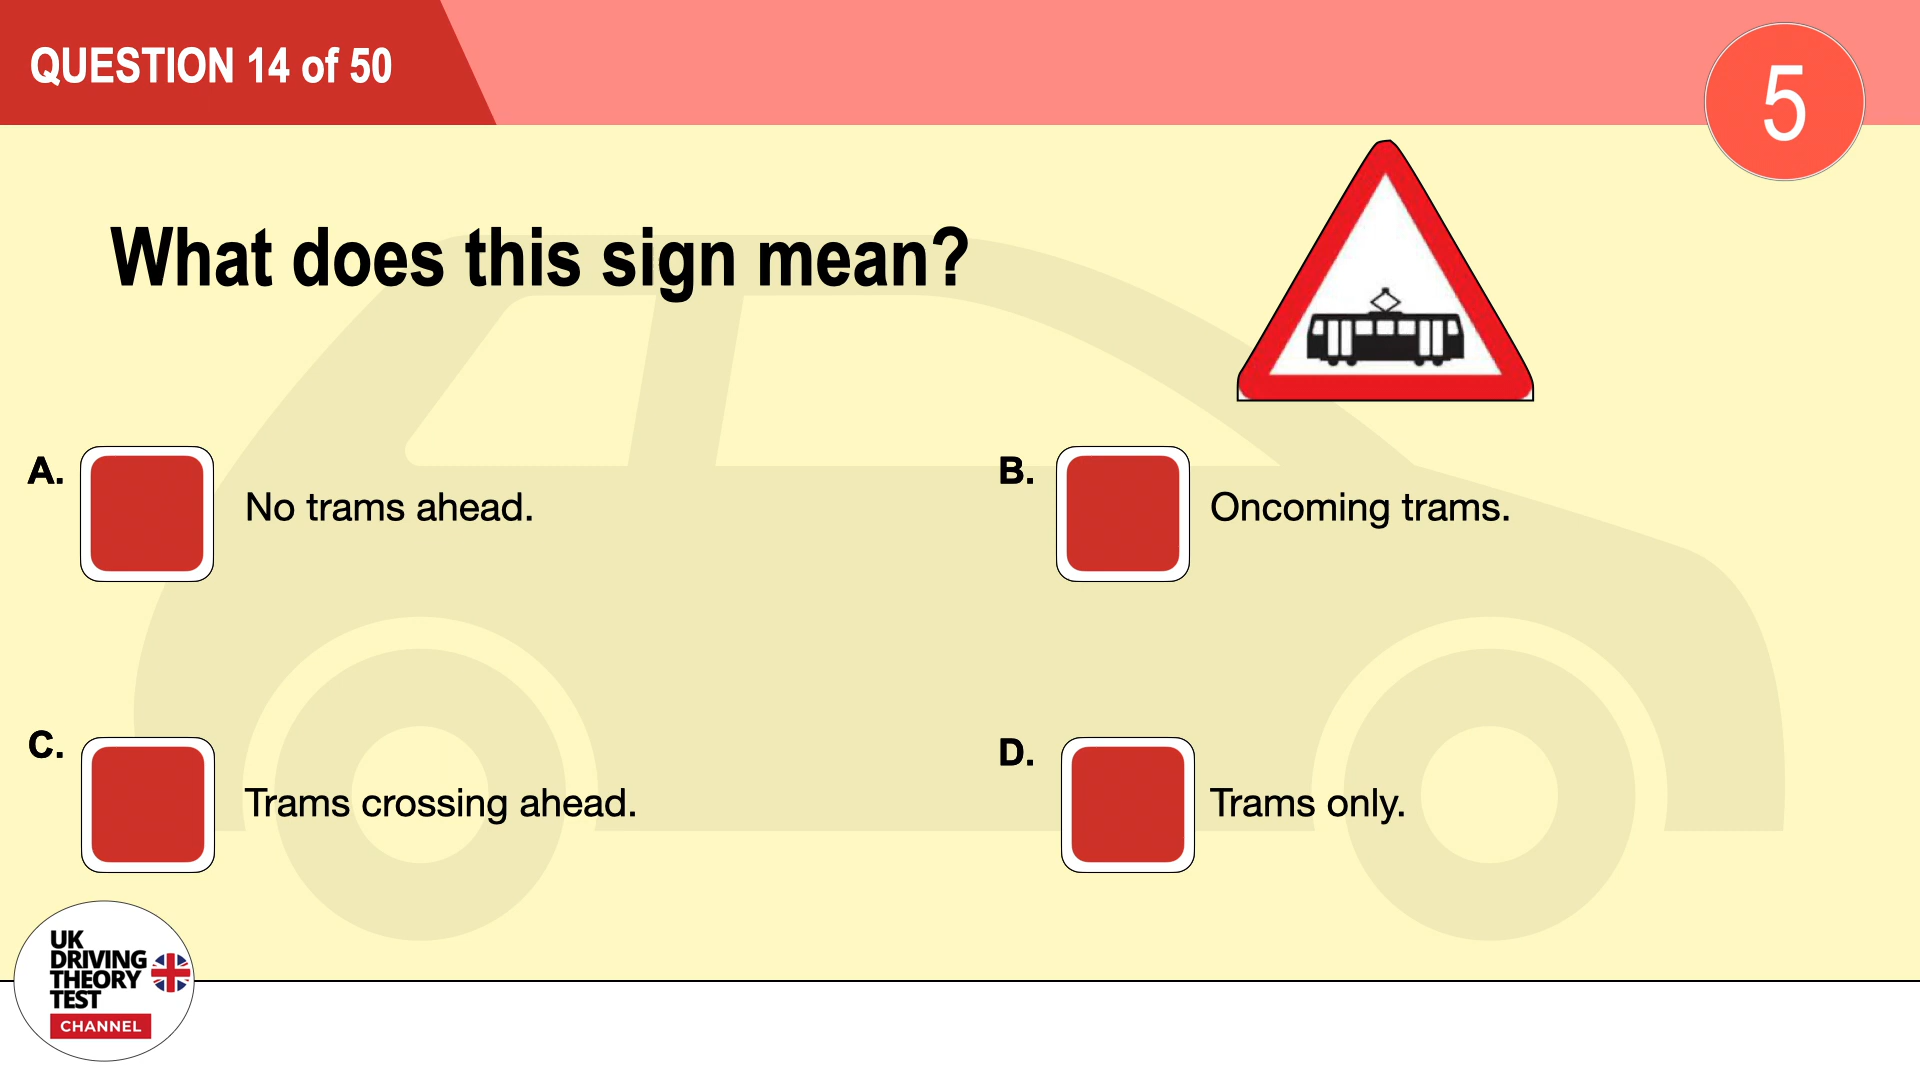 QUESTION 14 of 50
5
What does this sign mean?
A.
No trams ahead.
B.
Oncoming trams.
C.
Trams crossing ahead.
D.
Trams only.
UK
DRIVING
THEORY
TEST
CHANNEL